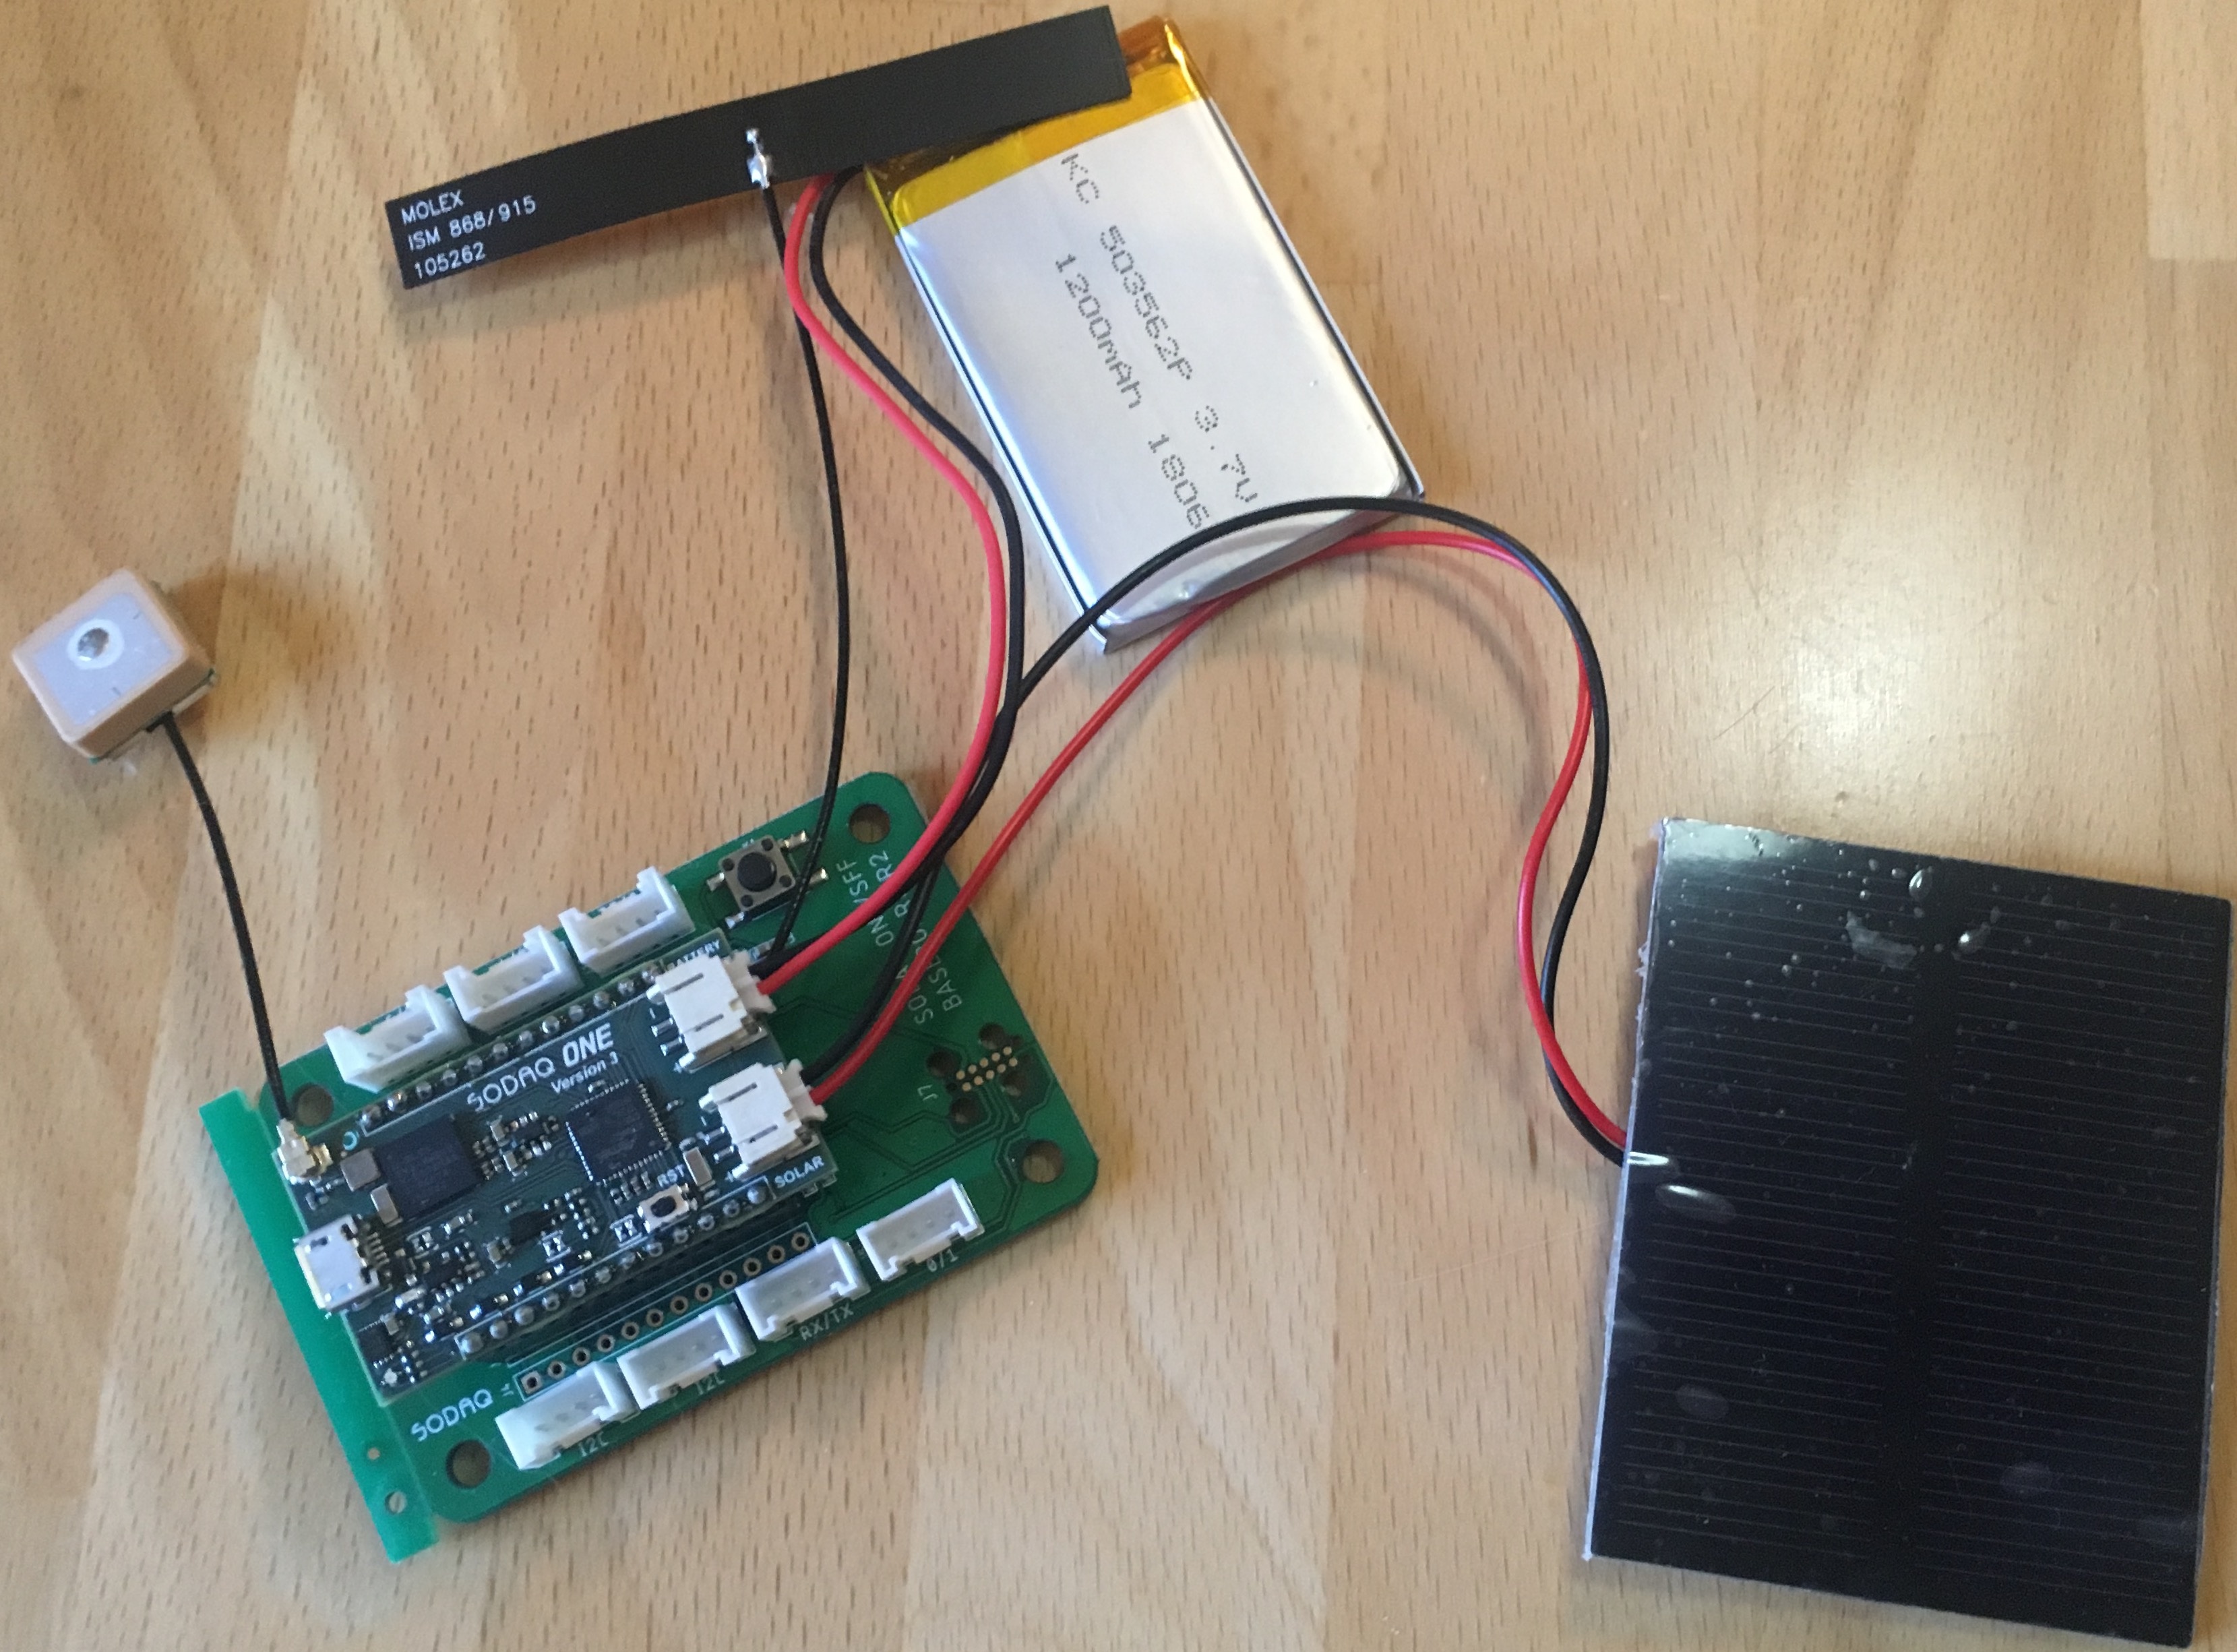 MOLEX
ISM 868/915
105262
KC 503562P 3.7V
1200mAh 1806
BATTERY
SODAQ ONE
Version 3
RST
SOLAR
J7
0/1
RX/TX
I2C
I2C
SODAQ